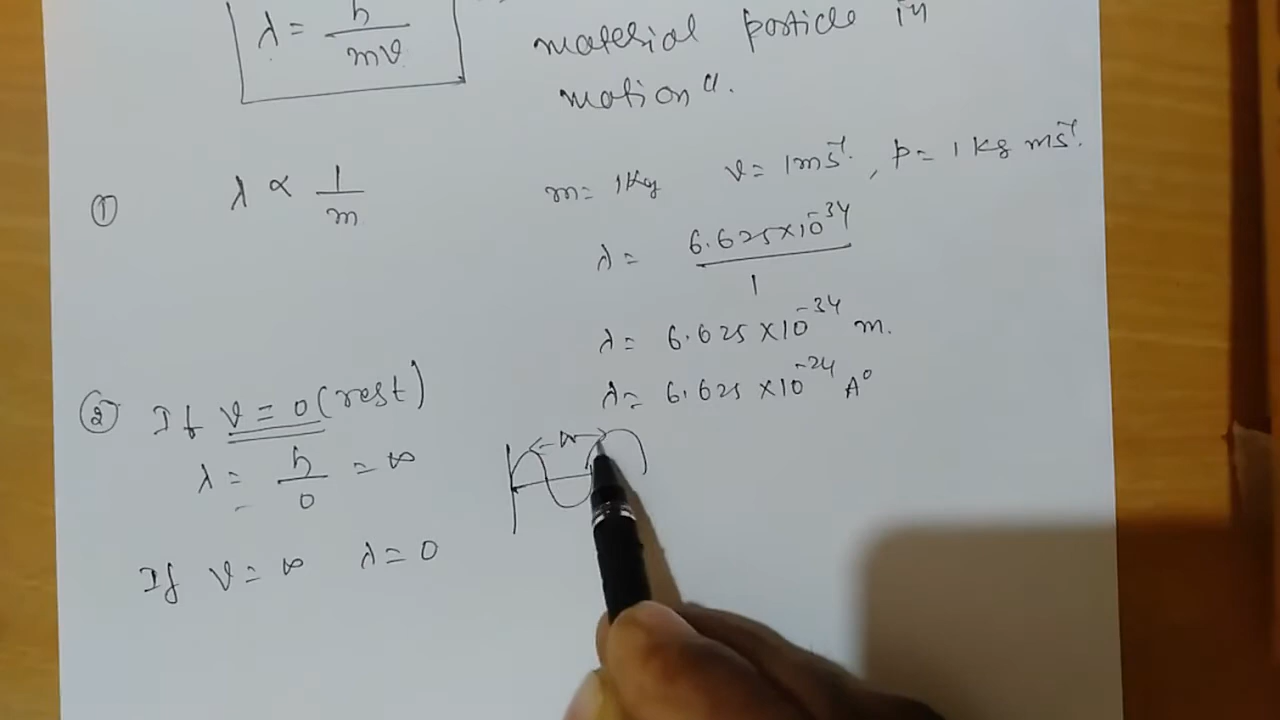 λ = h / mv
material particle in
motion".
① λ ∝ 1 / m
m = 1Kg v = 1ms⁻¹, p = 1 Kg ms⁻¹.
λ = 6.625×10⁻³⁴ / 1
λ = 6.625 ×10⁻³⁴ m.
λ = 6.625 ×10⁻²⁴ A°
② If v = 0 (rest)
λ = h / 0 = ∞
If v = ∞ λ = 0